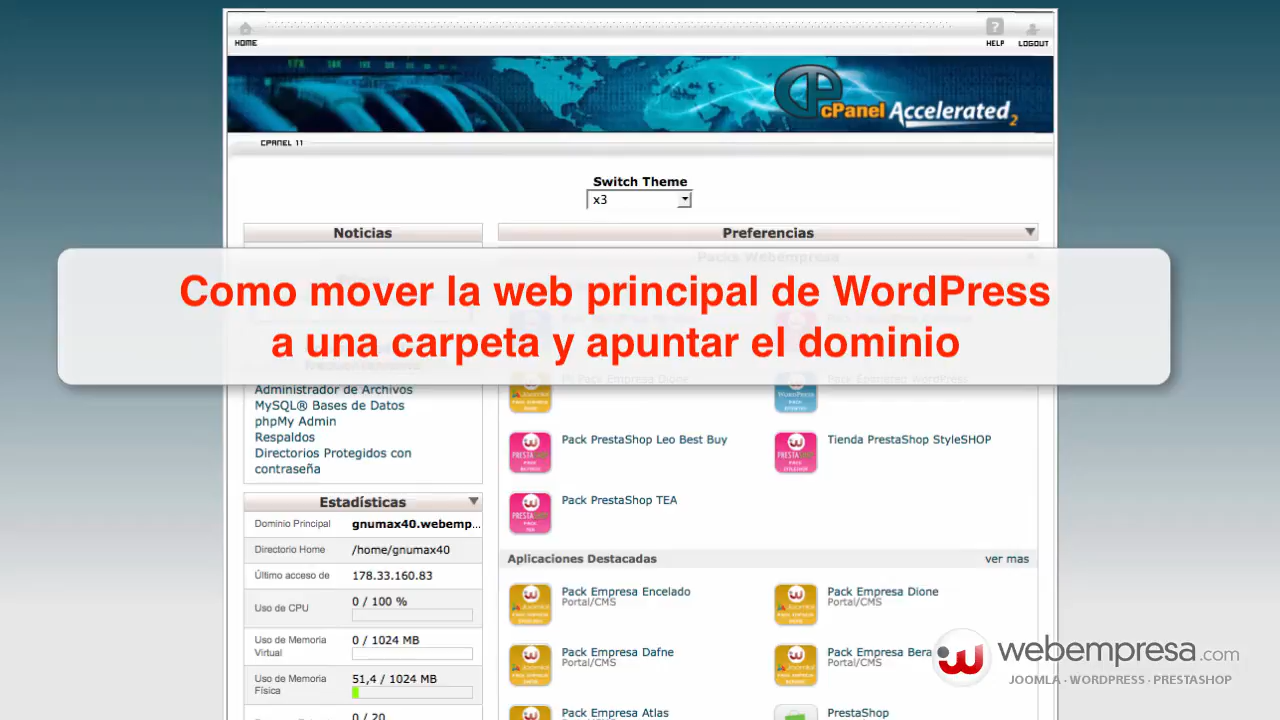 HOME
HELP
LOGOUT
cPanel Accelerated 2
CPANEL 11
Switch Theme
x3
Noticias
Preferencias
Packs Webempresa
Como mover la web principal de WordPress
a una carpeta y apuntar el dominio
Administrador de Archivos
MySQL® Bases de Datos
phpMy Admin
Respaldos
Directorios Protegidos con
contraseña
Estadísticas
Dominio Principal
gnumax40.webemp...
Directorio Home
/home/gnumax40
Último acceso de
178.33.160.83
Uso de CPU
0 / 100 %
Uso de Memoria
Virtual
0 / 1024 MB
Uso de Memoria
Física
51,4 / 1024 MB
0 / 20
Pack Empresa Dione
WORDPRESS
Pack PrestaShop Leo Best Buy
Tienda PrestaShop StyleSHOP
Pack PrestaShop TEA
Aplicaciones Destacadas
ver mas
Pack Empresa Encelado
Portal/CMS
Pack Empresa Dione
Portal/CMS
Pack Empresa Dafne
Portal/CMS
Pack Empresa Bera
Portal/CMS
Pack Empresa Atlas
PrestaShop
webempresa.com
JOOMLA · WORDPRESS · PRESTASHOP